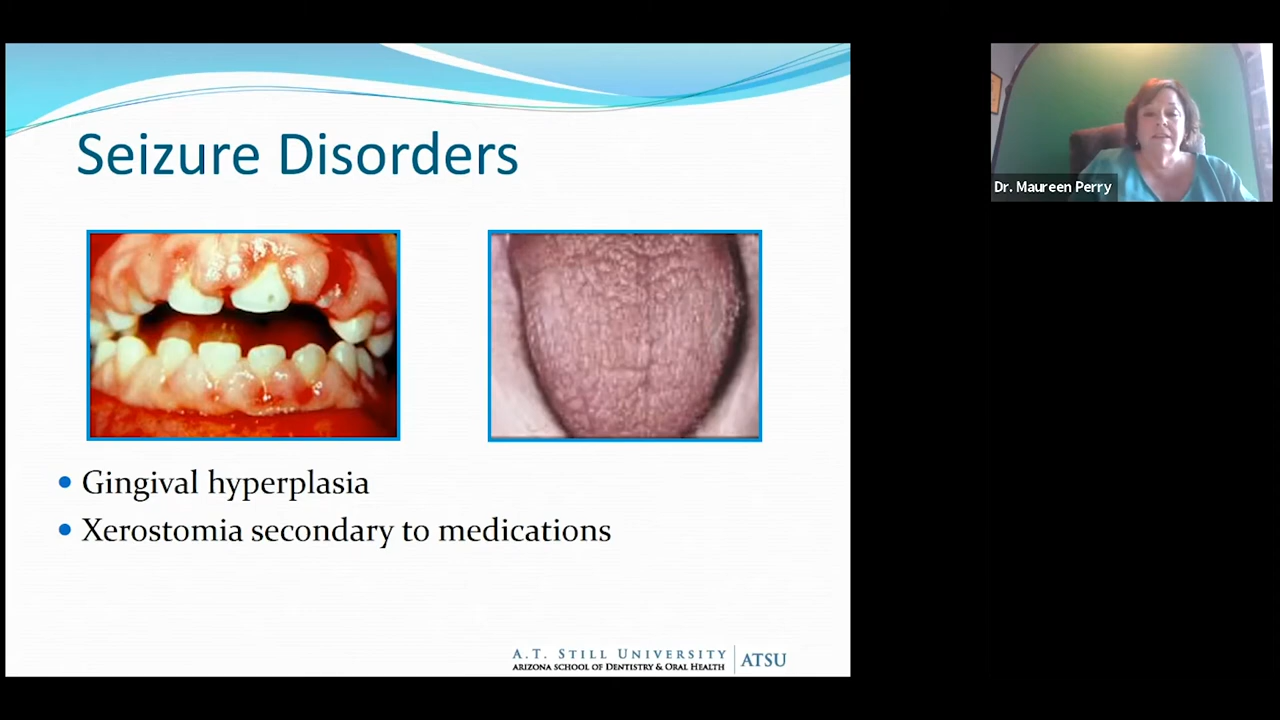 Seizure Disorders
Dr. Maureen Perry
Gingival hyperplasia
Xerostomia secondary to medications
A.T. STILL UNIVERSITY
ARIZONA SCHOOL OF DENTISTRY & ORAL HEALTH
ATSU